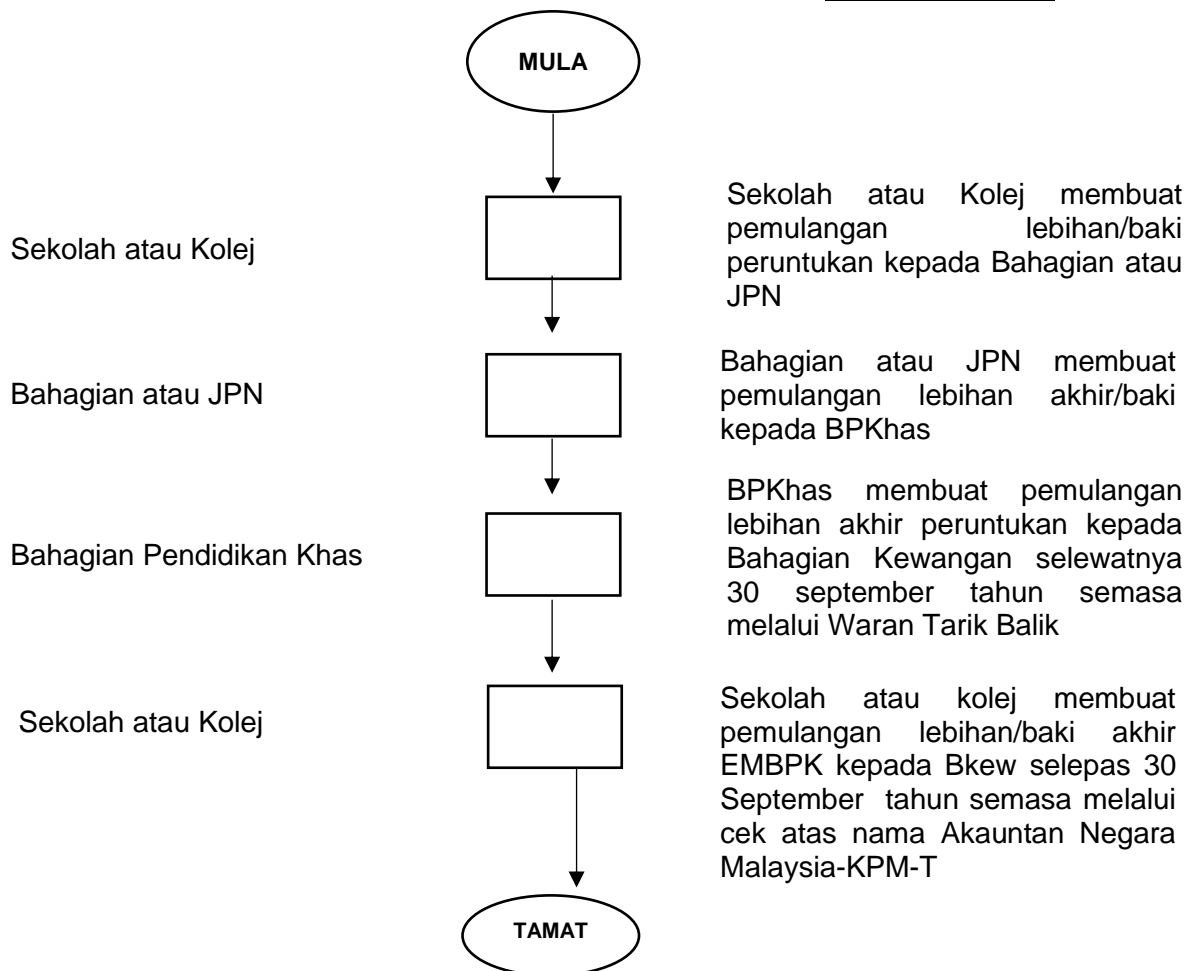 MULA
Sekolah atau Kolej
Sekolah atau Kolej membuat
pemulangan lebihan/baki
peruntukan kepada Bahagian atau
JPN
Bahagian atau JPN
Bahagian atau JPN membuat
pemulangan lebihan akhir/baki
kepada BPKhas
Bahagian Pendidikan Khas
BPKhas membuat pemulangan
lebihan akhir peruntukan kepada
Bahagian Kewangan selewatnya
30 september tahun semasa
melalui Waran Tarik Balik
Sekolah atau Kolej
Sekolah atau kolej membuat
pemulangan lebihan/baki akhir
EMBPK kepada Bkew selepas 30
September tahun semasa melalui
cek atas nama Akauntan Negara
Malaysia-KPM-T
TAMAT